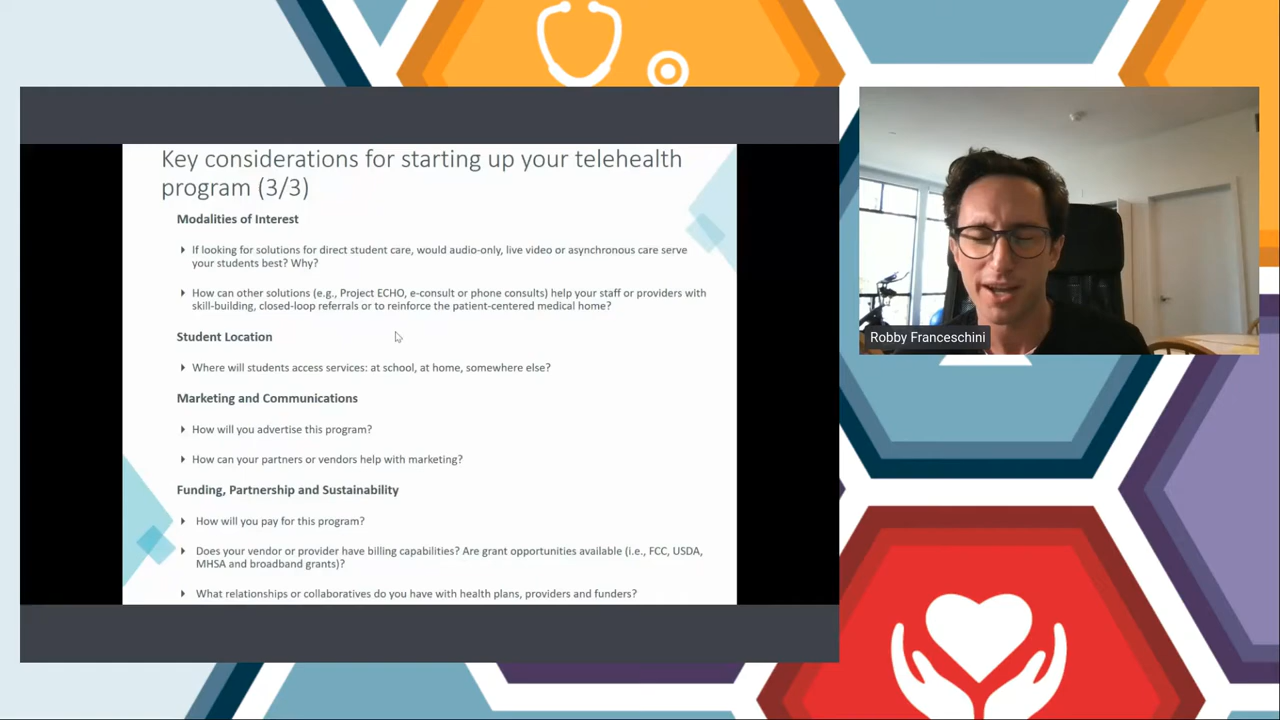 Key considerations for starting up your telehealth
program (3/3)
Modalities of Interest
If looking for solutions for direct student care, would audio-only, live video or asynchronous care serve
your students best? Why?
How can other solutions (e.g., Project ECHO, e-consult or phone consults) help your staff or providers with
skill-building, closed-loop referrals or to reinforce the patient-centered medical home?
Student Location
Where will students access services: at school, at home, somewhere else?
Marketing and Communications
How will you advertise this program?
How can your partners or vendors help with marketing?
Funding, Partnership and Sustainability
How will you pay for this program?
Does your vendor or provider have billing capabilities? Are grant opportunities available (i.e., FCC, USDA,
MHSA and broadband grants)?
What relationships or collaboratives do you have with health plans, providers and funders?
Robby Franceschini